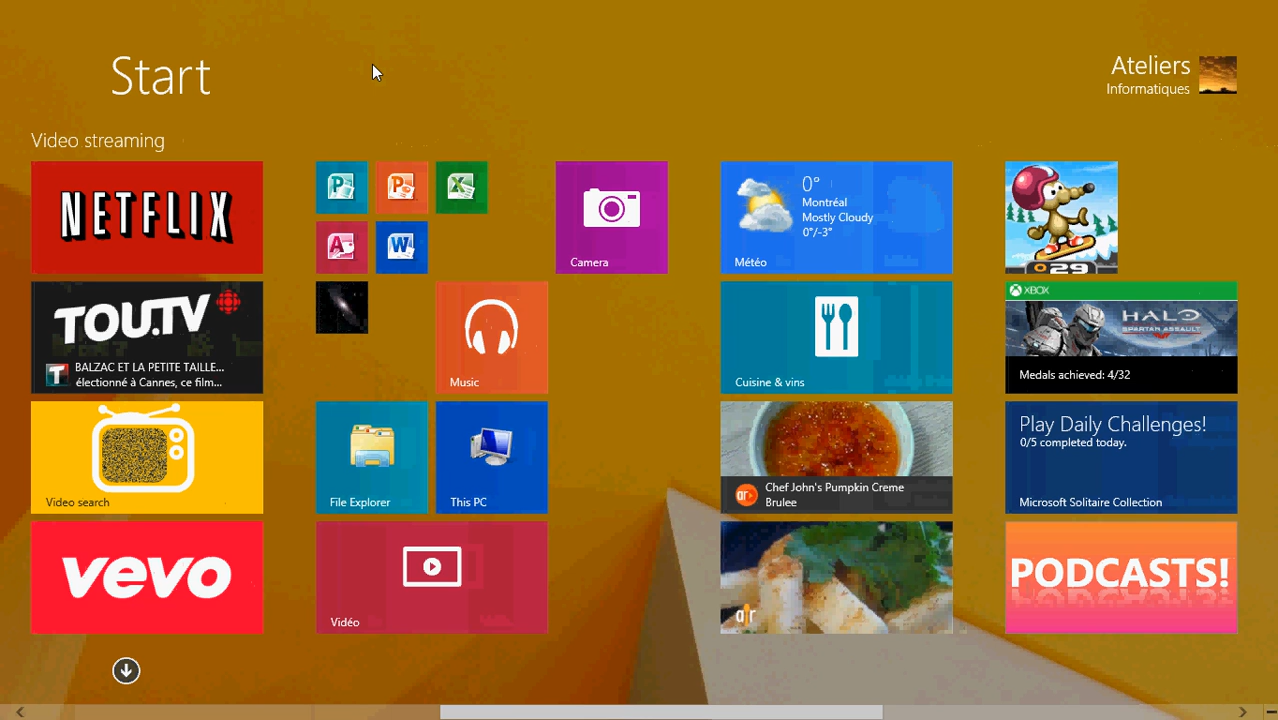 Start
Ateliers
Informatiques
Video streaming
NETFLIX
P
P
X
A
W
Camera
0°
Montréal
Mostly Cloudy
0°/-3°
Météo
29
TOU.TV
BALZAC ET LA PETITE TAILLE...
électionné à Cannes, ce film...
Music
Cuisine & vins
XBOX
HALO
SPARTAN ASSAULT
Medals achieved: 4/32
Video search
File Explorer
This PC
ar
Chef John's Pumpkin Creme
Brulee
Play Daily Challenges!
0/5 completed today.
Microsoft Solitaire Collection
vevo
Vidéo
ar
PODCASTS!